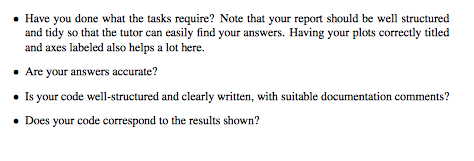 • Have you done what the tasks require? Note that your report should be well structured
and tidy so that the tutor can easily find your answers. Having your plots correctly titled
and axes labeled also helps a lot here.
• Are your answers accurate?
• Is your code well-structured and clearly written, with suitable documentation comments?
• Does your code correspond to the results shown?